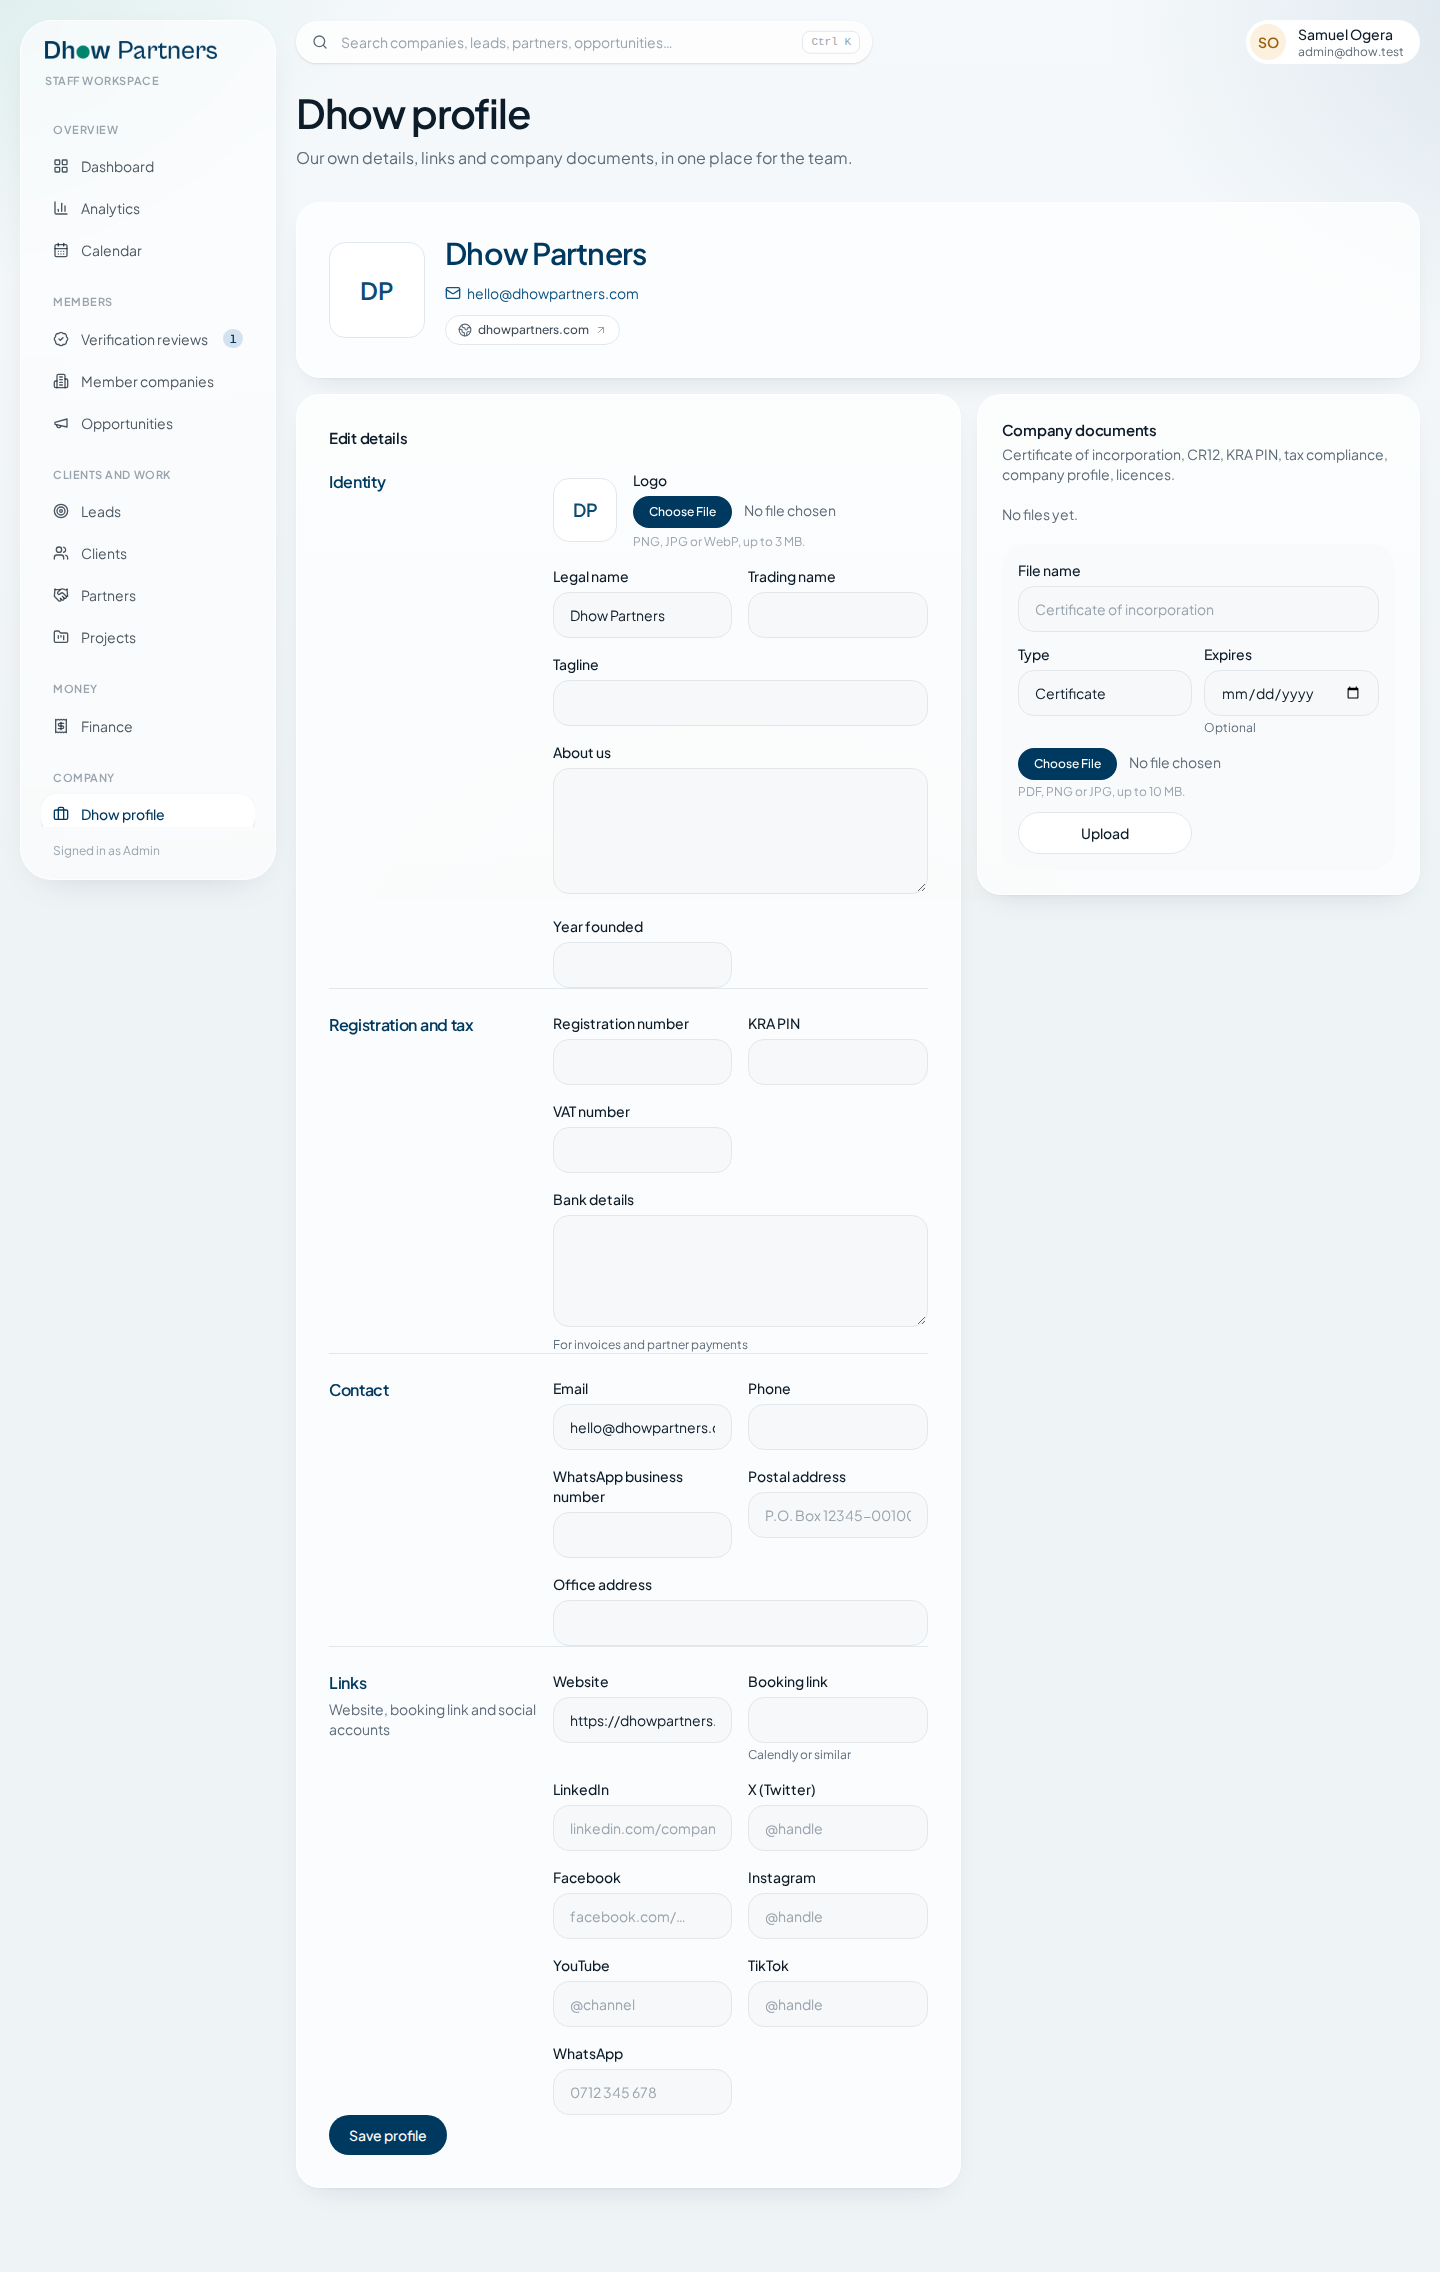 Dhow Partners
STAFF WORKSPACE
OVERVIEW
Dashboard
Analytics
Calendar
MEMBERS
Verification reviews 1
Member companies
Opportunities
CLIENTS AND WORK
Leads
Clients
Partners
Projects
MONEY
Finance
COMPANY
Dhow profile
Signed in as Admin
Search companies, leads, partners, opportunities... Ctrl K
SO
Samuel Ogera
admin@dhow.test
Dhow profile
Our own details, links and company documents, in one place for the team.
DP
Dhow Partners
hello@dhowpartners.com
dhowpartners.com
Edit details
Identity
DP
Logo
Choose File No file chosen
PNG, JPG or WebP, up to 3 MB.
Legal name Trading name
Dhow Partners
Tagline
About us
Year founded
Registration and tax
Registration number KRA PIN
VAT number
Bank details
For invoices and partner payments
Contact
Email Phone
hello@dhowpartners.c
WhatsApp business number Postal address
P.O. Box 12345-00100
Office address
Links
Website, booking link and social
accounts
Website Booking link
https://dhowpartners.
Calendly or similar
LinkedIn X (Twitter)
linkedin.com/compan @handle
Facebook Instagram
facebook.com/... @handle
YouTube TikTok
@channel @handle
WhatsApp
0712 345 678
Save profile
Company documents
Certificate of incorporation, CR12, KRA PIN, tax compliance,
company profile, licences.
No files yet.
File name
Certificate of incorporation
Type Expires
Certificate mm/dd/yyyy
Optional
Choose File No file chosen
PDF, PNG or JPG, up to 10 MB.
Upload